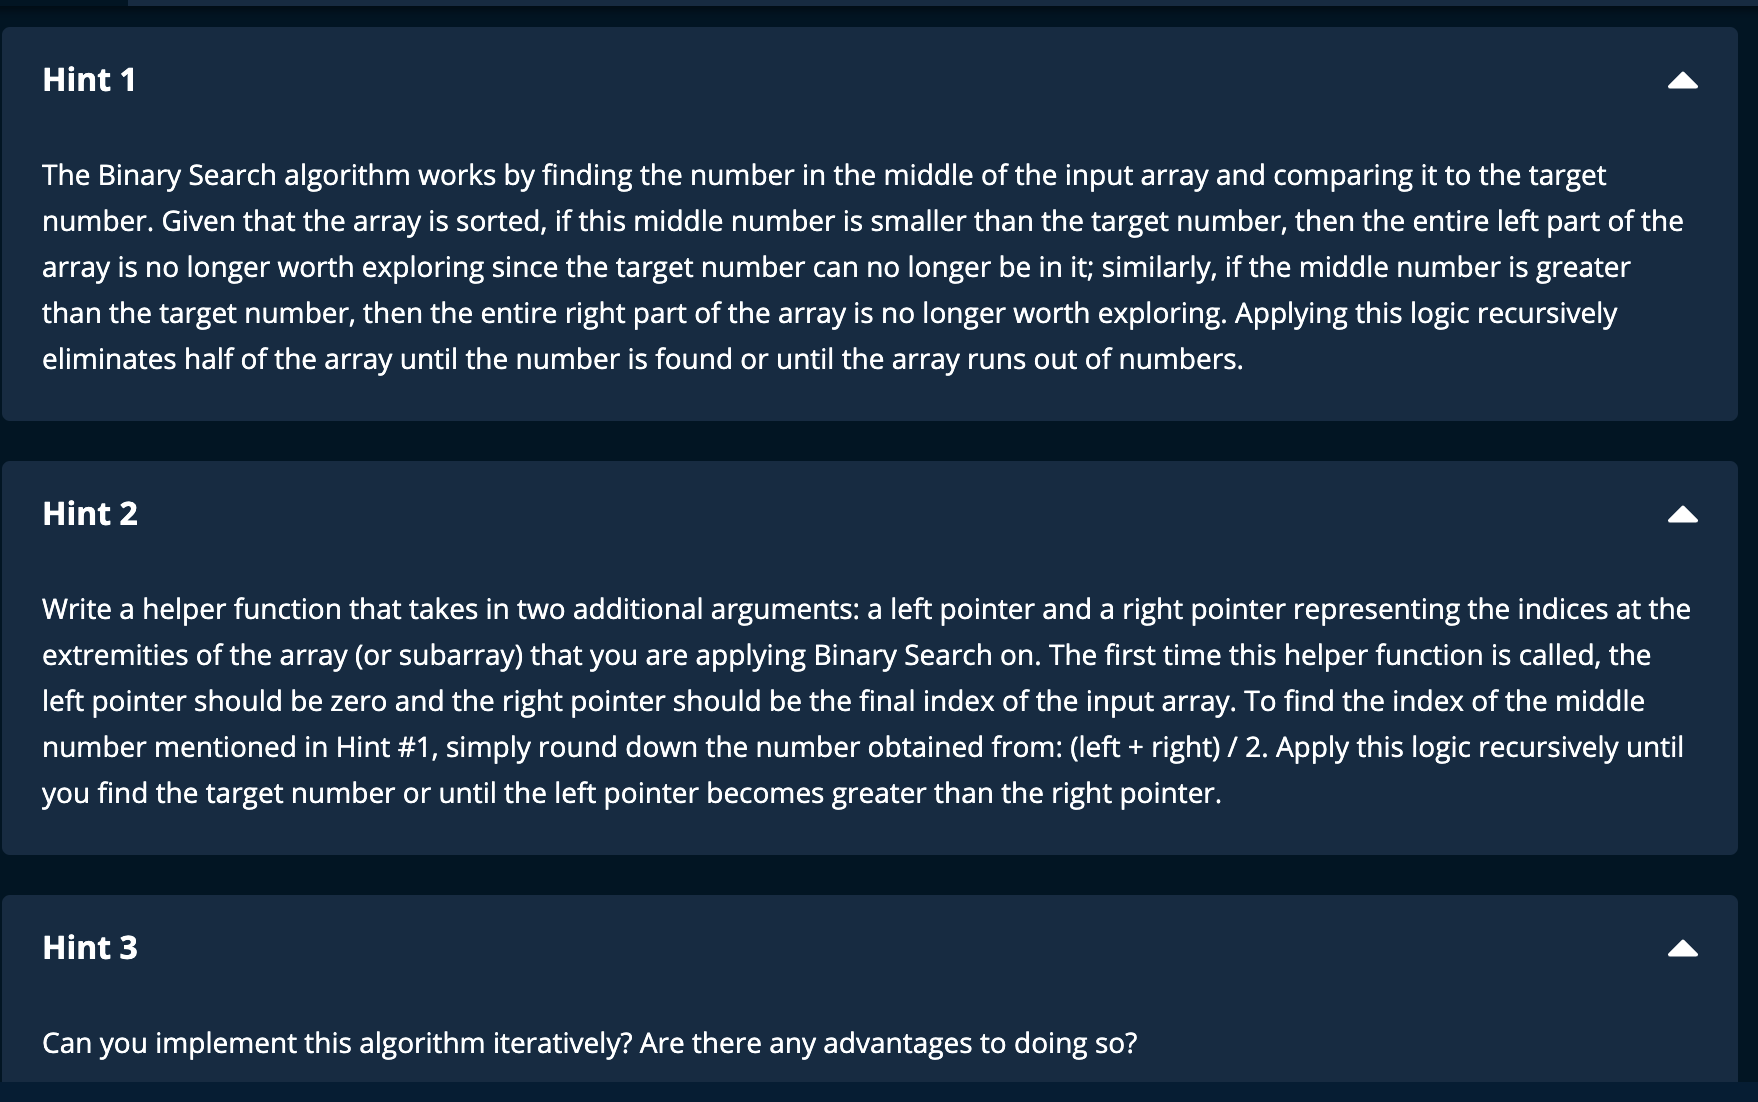 Hint 1
The Binary Search algorithm works by finding the number in the middle of the input array and comparing it to the target
number. Given that the array is sorted, if this middle number is smaller than the target number, then the entire left part of the
array is no longer worth exploring since the target number can no longer be in it; similarly, if the middle number is greater
than the target number, then the entire right part of the array is no longer worth exploring. Applying this logic recursively
eliminates half of the array until the number is found or until the array runs out of numbers.
Hint 2
Write a helper function that takes in two additional arguments: a left pointer and a right pointer representing the indices at the
extremities of the array (or subarray) that you are applying Binary Search on. The first time this helper function is called, the
left pointer should be zero and the right pointer should be the final index of the input array. To find the index of the middle
number mentioned in Hint #1, simply round down the number obtained from: (left + right) / 2. Apply this logic recursively until
you find the target number or until the left pointer becomes greater than the right pointer.
Hint 3
Can you implement this algorithm iteratively? Are there any advantages to doing so?